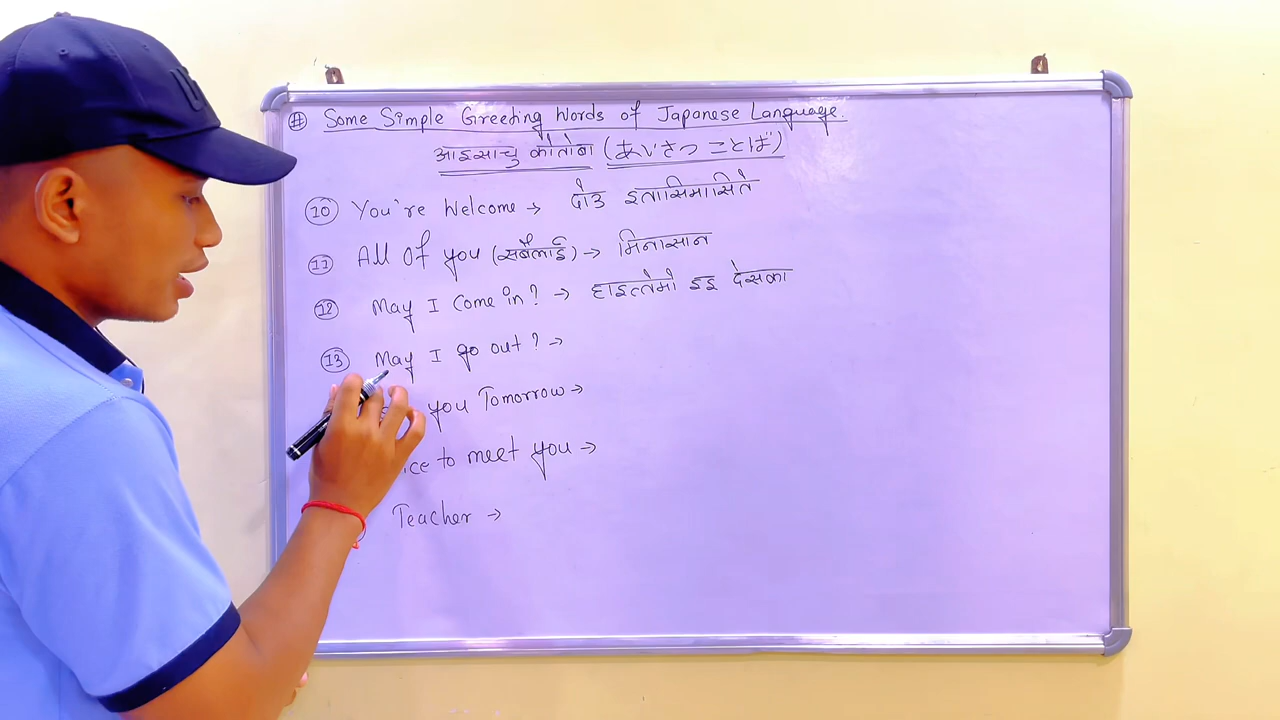 # Some Simple Greeting Words of Japanese Language.
आइसाचु कोतोबा (あいさつ ことば)
10 You're Welcome → दोउ इतासिमासिते
11 All Of you (सबैलाई) → मिनासान
12 May I Come in? → हाइत्तेमो इइ देसका
13 May I go out? →
you Tomorrow →
to meet you →
Teacher →